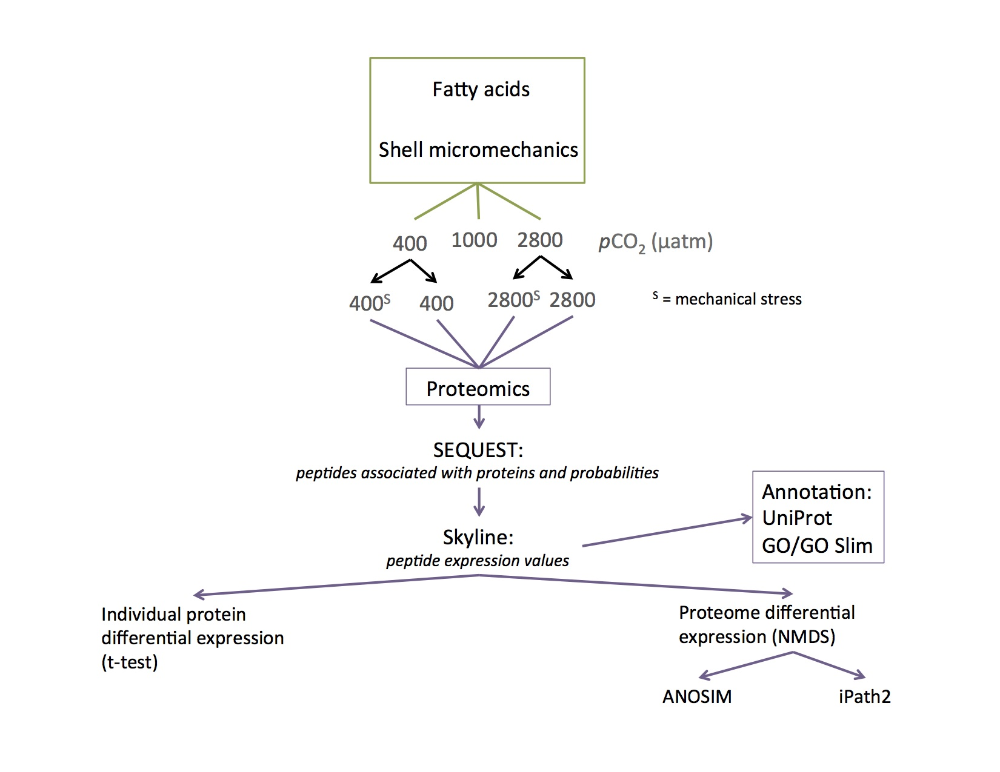 Fatty acids
Shell micromechanics
400 1000 2800 pCO₂ (µatm)
400ˢ 400 2800ˢ 2800 ˢ = mechanical stress
Proteomics
SEQUEST:
peptides associated with proteins and probabilities
Annotation:
UniProt
GO/GO Slim
Skyline:
peptide expression values
Individual protein
differential expression
(t-test)
Proteome differential
expression (NMDS)
ANOSIM iPath2